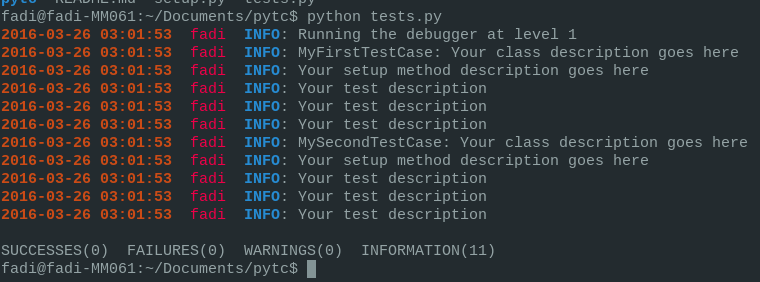 pytc README.md setup.py tests.py
fadi@fadi-MM061:~/Documents/pytc$ python tests.py
2016-03-26 03:01:53  fadi  INFO: Running the debugger at level 1
2016-03-26 03:01:53  fadi  INFO: MyFirstTestCase: Your class description goes here
2016-03-26 03:01:53  fadi  INFO: Your setup method description goes here
2016-03-26 03:01:53  fadi  INFO: Your test description
2016-03-26 03:01:53  fadi  INFO: Your test description
2016-03-26 03:01:53  fadi  INFO: Your test description
2016-03-26 03:01:53  fadi  INFO: MySecondTestCase: Your class description goes here
2016-03-26 03:01:53  fadi  INFO: Your setup method description goes here
2016-03-26 03:01:53  fadi  INFO: Your test description
2016-03-26 03:01:53  fadi  INFO: Your test description
2016-03-26 03:01:53  fadi  INFO: Your test description
SUCCESSES(0)  FAILURES(0)  WARNINGS(0)  INFORMATION(11)
fadi@fadi-MM061:~/Documents/pytc$